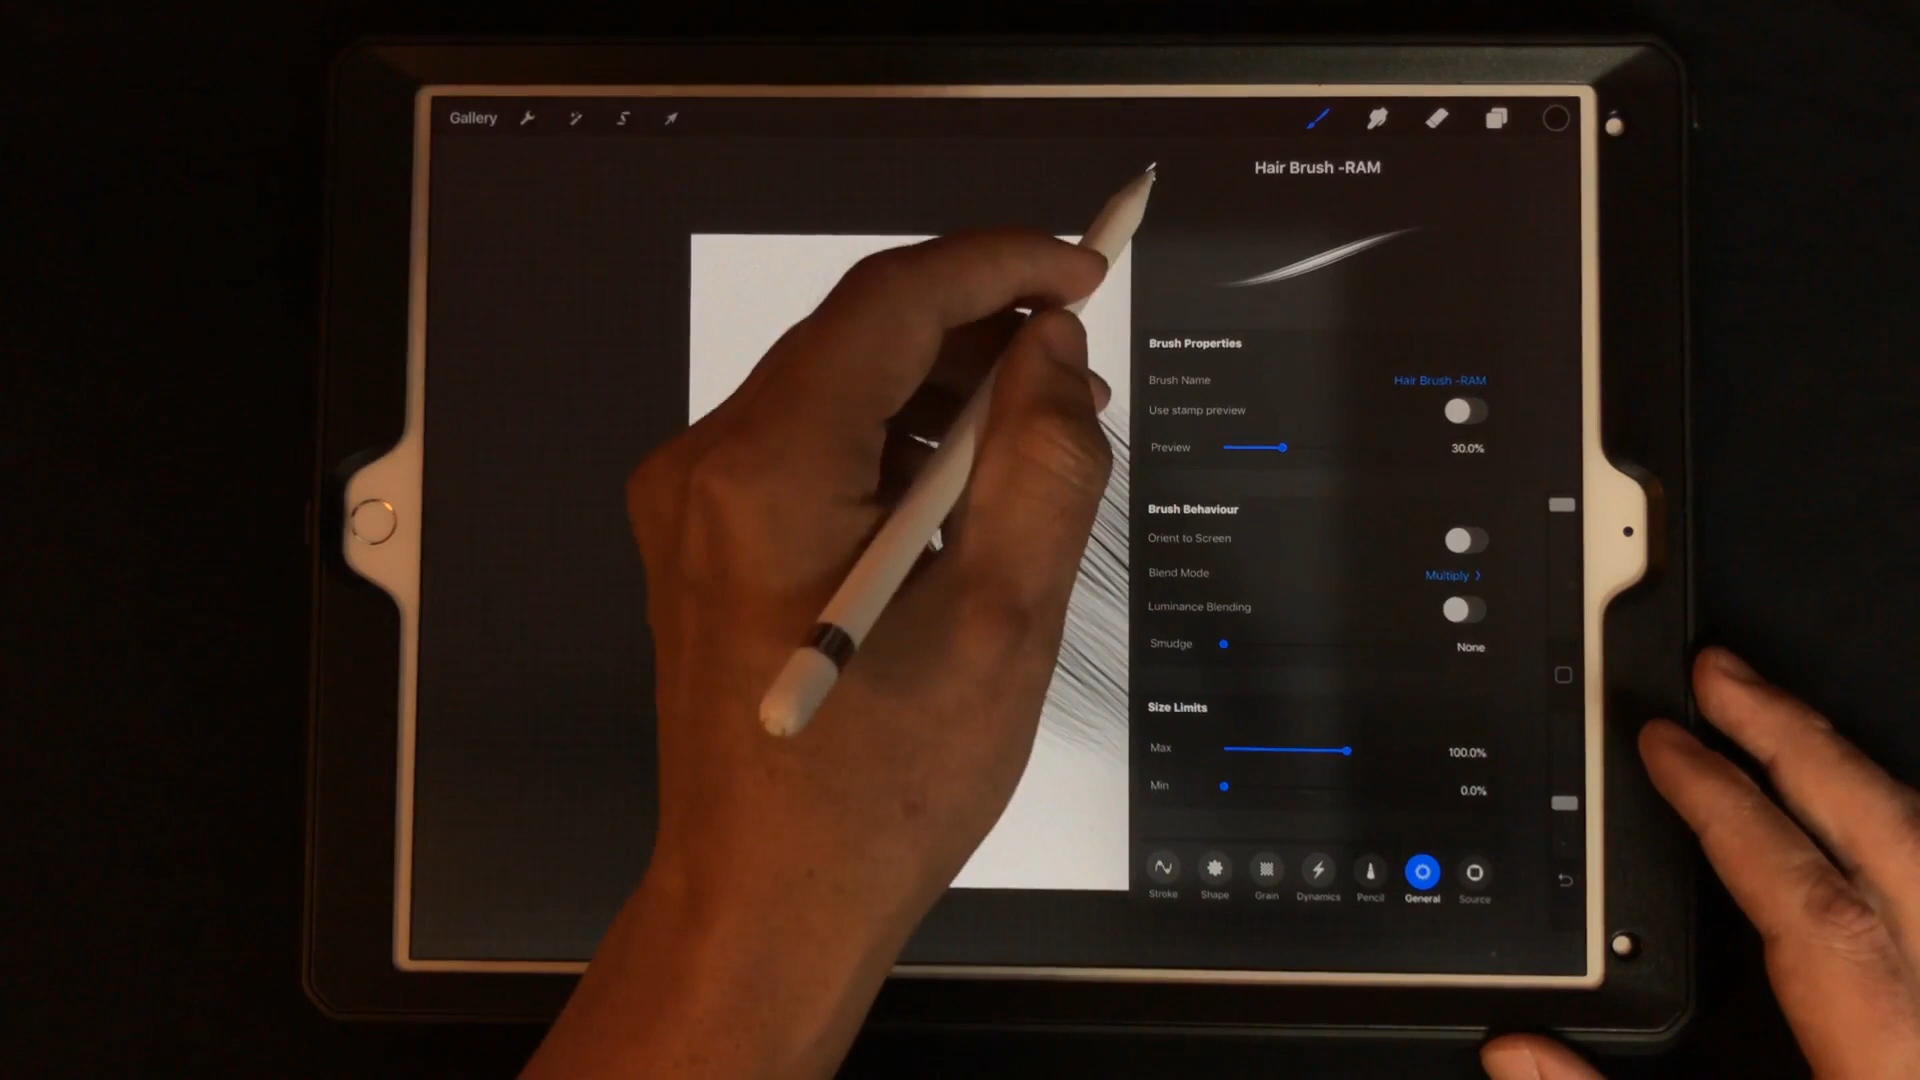 Gallery
Hair Brush -RAM
Brush Properties
Brush Name Hair Brush -RAM
Use stamp preview
Preview 30.0%
Brush Behaviour
Orient to Screen
Blend Mode Multiply >
Luminance Blending
Smudge None
Size Limits
Max 100.0%
Min 0.0%
Stroke Shape Grain Dynamics Pencil General Source